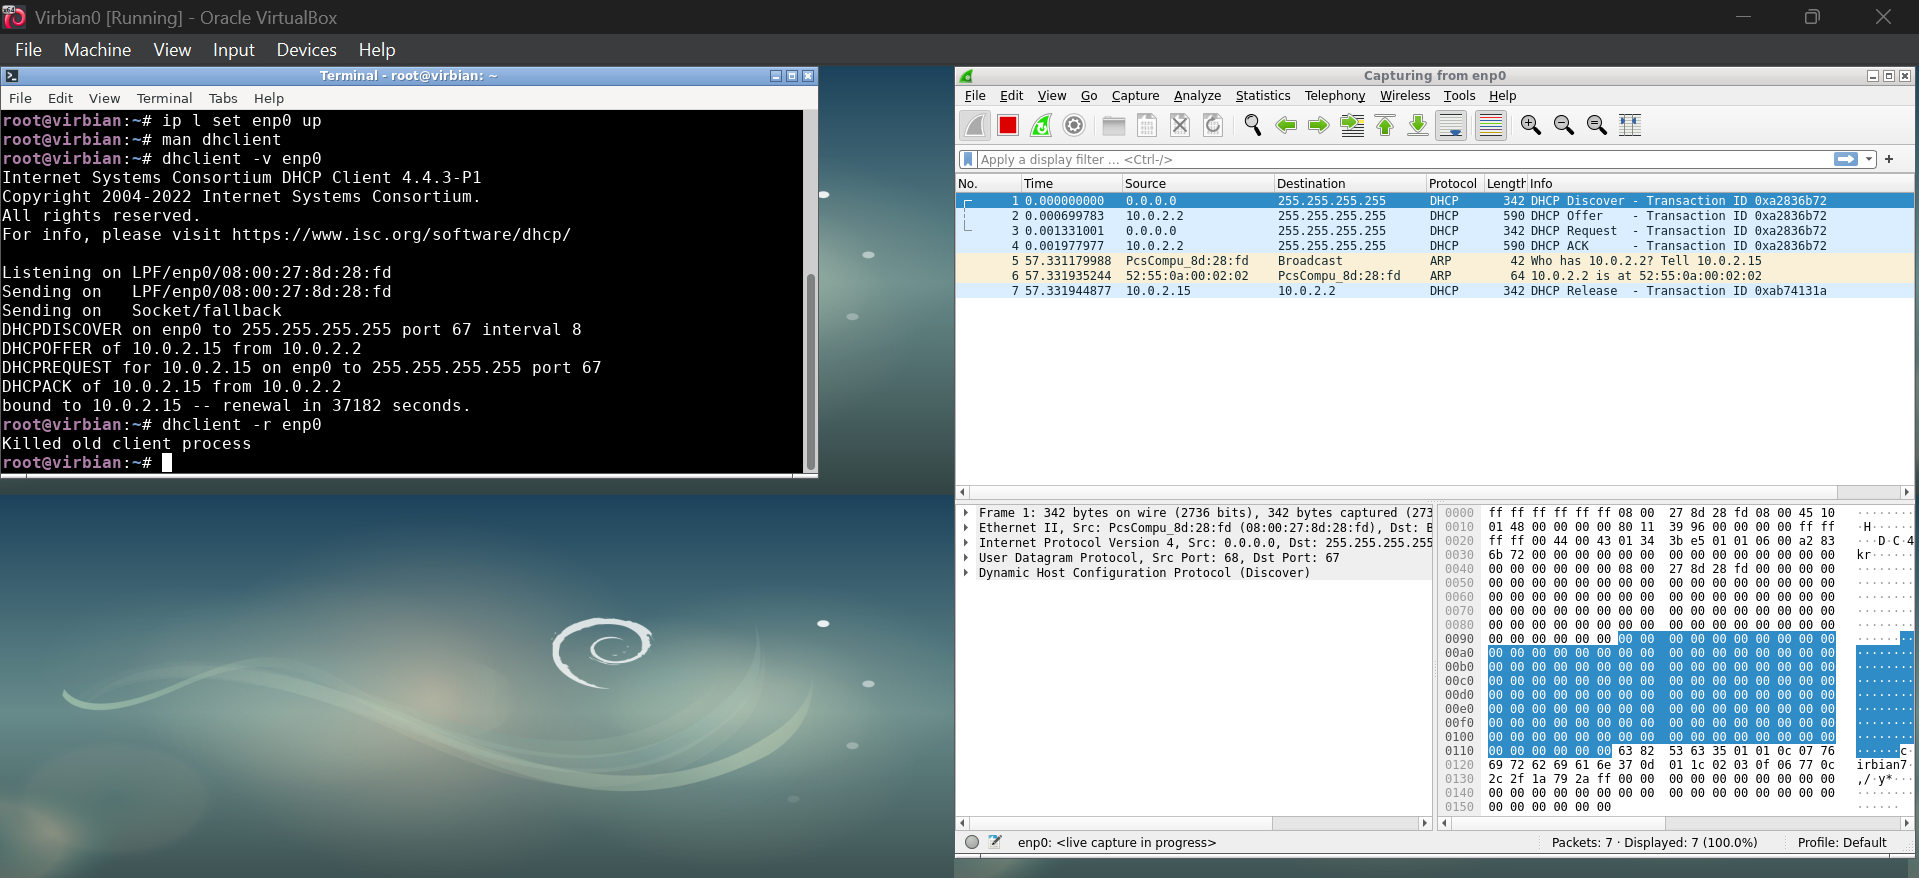 Virbian0 [Running] - Oracle VirtualBox
File Machine View Input Devices Help
Terminal - root@virbian: ~
File Edit View Terminal Tabs Help
root@virbian:~# ip l set enp0 up
root@virbian:~# man dhclient
root@virbian:~# dhclient -v enp0
Internet Systems Consortium DHCP Client 4.4.3-P1
Copyright 2004-2022 Internet Systems Consortium.
All rights reserved.
For info, please visit https://www.isc.org/software/dhcp/
Listening on LPF/enp0/08:00:27:8d:28:fd
Sending on   LPF/enp0/08:00:27:8d:28:fd
Sending on   Socket/fallback
DHCPDISCOVER on enp0 to 255.255.255.255 port 67 interval 8
DHCPOFFER of 10.0.2.15 from 10.0.2.2
DHCPREQUEST for 10.0.2.15 on enp0 to 255.255.255.255 port 67
DHCPACK of 10.0.2.15 from 10.0.2.2
bound to 10.0.2.15 -- renewal in 37182 seconds.
root@virbian:~# dhclient -r enp0
Killed old client process
root@virbian:~#
Capturing from enp0
File Edit View Go Capture Analyze Statistics Telephony Wireless Tools Help
Apply a display filter ... <Ctrl-/>
No. Time Source Destination Protocol Length Info
1 0.000000000 0.0.0.0 255.255.255.255 DHCP 342 DHCP Discover - Transaction ID 0xa2836b72
2 0.000699783 10.0.2.2 255.255.255.255 DHCP 590 DHCP Offer - Transaction ID 0xa2836b72
3 0.001331001 0.0.0.0 255.255.255.255 DHCP 342 DHCP Request - Transaction ID 0xa2836b72
4 0.001977977 10.0.2.2 255.255.255.255 DHCP 590 DHCP ACK - Transaction ID 0xa2836b72
5 57.331179988 PcsCompu_8d:28:fd Broadcast ARP 42 Who has 10.0.2.2? Tell 10.0.2.15
6 57.331935244 52:55:0a:00:02:02 PcsCompu_8d:28:fd ARP 64 10.0.2.2 is at 52:55:0a:00:02:02
7 57.331944877 10.0.2.15 10.0.2.2 DHCP 342 DHCP Release - Transaction ID 0xab74131a
Frame 1: 342 bytes on wire (2736 bits), 342 bytes captured (273
Ethernet II, Src: PcsCompu_8d:28:fd (08:00:27:8d:28:fd), Dst: B
Internet Protocol Version 4, Src: 0.0.0.0, Dst: 255.255.255.255
User Datagram Protocol, Src Port: 68, Dst Port: 67
Dynamic Host Configuration Protocol (Discover)
0000 ff ff ff ff ff ff 08 00 27 8d 28 fd 08 00 45 10 ········
0010 01 48 00 00 00 00 80 11 39 96 00 00 00 00 ff ff ·H······
0020 ff ff 00 44 00 43 01 34 3b e5 01 01 06 00 a2 83 ···D·C·4
0030 6b 72 00 00 00 00 00 00 00 00 00 00 00 00 00 00 kr······
0040 00 00 00 00 00 00 08 00 27 8d 28 fd 00 00 00 00 ········
0050 00 00 00 00 00 00 00 00 00 00 00 00 00 00 00 00 ········
0060 00 00 00 00 00 00 00 00 00 00 00 00 00 00 00 00 ········
0070 00 00 00 00 00 00 00 00 00 00 00 00 00 00 00 00 ········
0080 00 00 00 00 00 00 00 00 00 00 00 00 00 00 00 00 ········
0090 00 00 00 00 00 00 00 00 00 00 00 00 00 00 00 00 ········
00a0 00 00 00 00 00 00 00 00 00 00 00 00 00 00 00 00 ········
00b0 00 00 00 00 00 00 00 00 00 00 00 00 00 00 00 00 ········
00c0 00 00 00 00 00 00 00 00 00 00 00 00 00 00 00 00 ········
00d0 00 00 00 00 00 00 00 00 00 00 00 00 00 00 00 00 ········
00e0 00 00 00 00 00 00 00 00 00 00 00 00 00 00 00 00 ········
00f0 00 00 00 00 00 00 00 00 00 00 00 00 00 00 00 00 ········
0100 00 00 00 00 00 00 00 00 00 00 00 00 00 00 00 00 ········
0110 00 00 00 00 00 00 63 82 53 63 35 01 01 0c 07 76 ······c·
0120 69 72 62 69 61 6e 37 0d 01 1c 02 03 0f 06 77 0c irbian7·
0130 2c 2f 1a 79 2a ff 00 00 00 00 00 00 00 00 00 00 ,/·y*···
0140 00 00 00 00 00 00 00 00 00 00 00 00 00 00 00 00 ········
0150 00 00 00 00 00 00 ······
enp0: <live capture in progress>
Packets: 7 · Displayed: 7 (100.0%)
Profile: Default